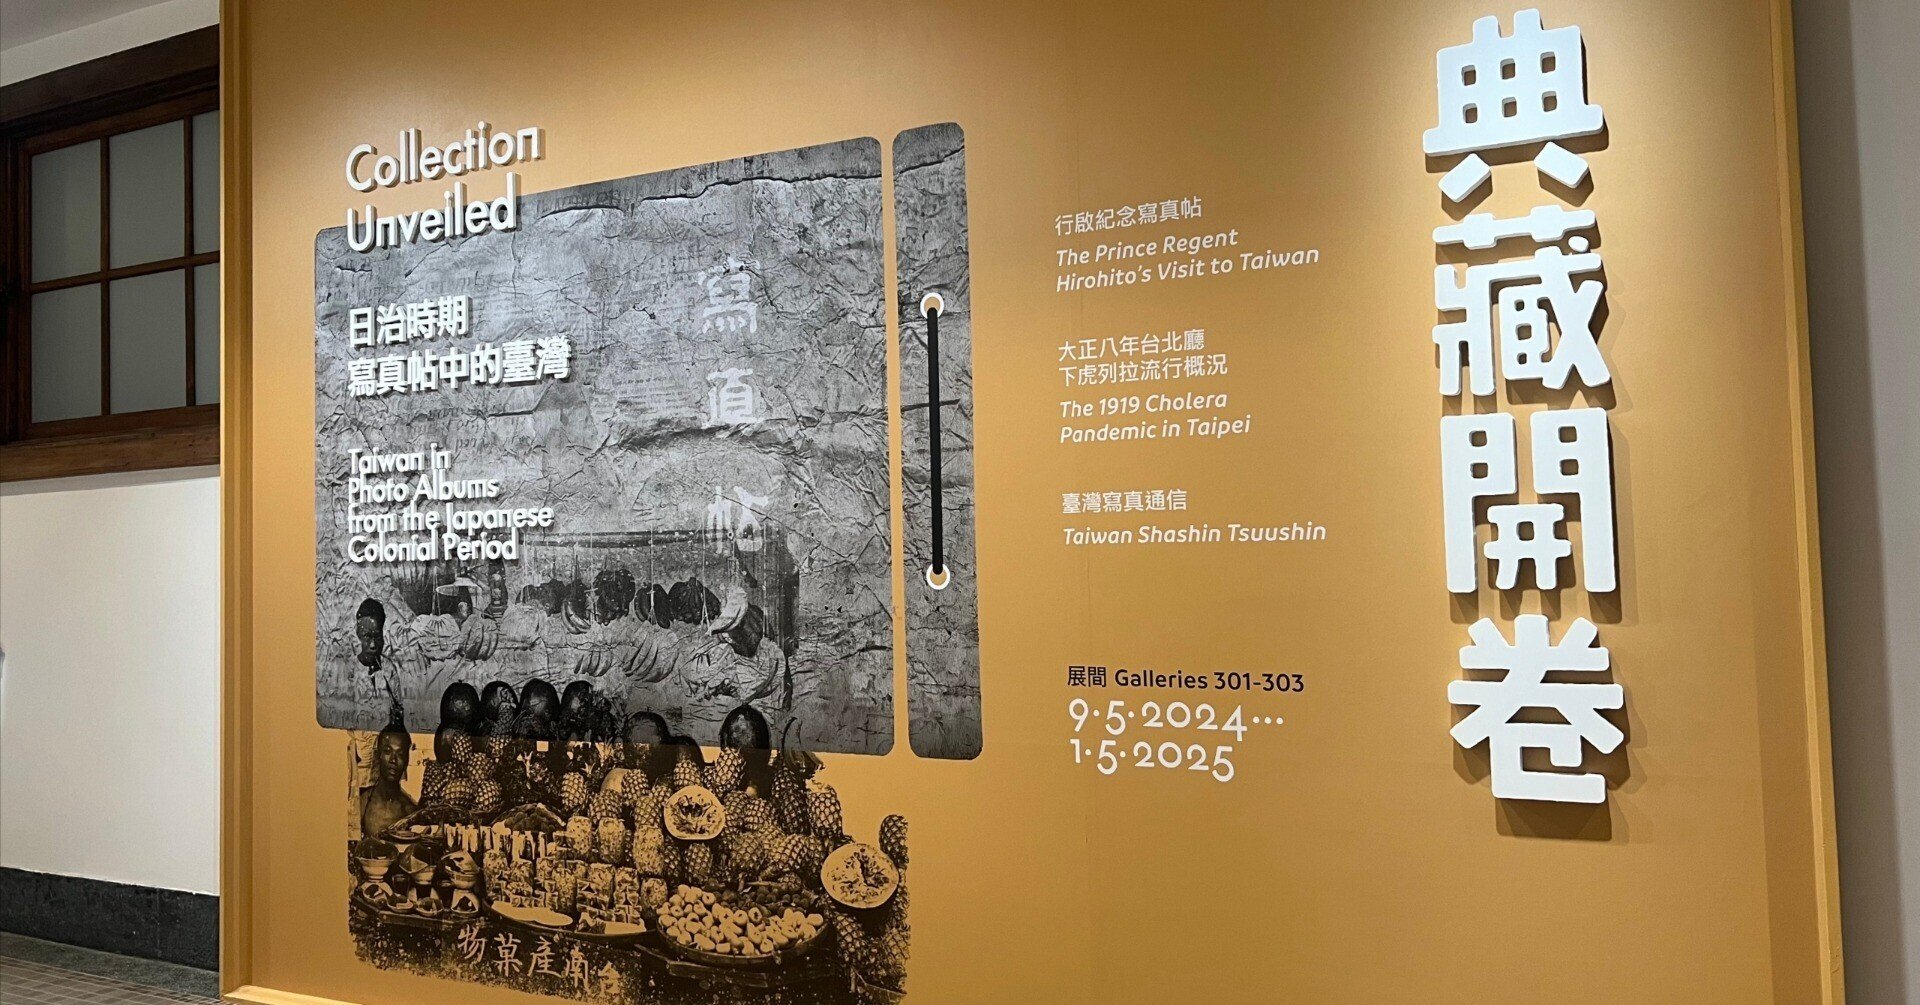 典藏開卷
Collection
Unveiled
日治時期
寫真帖中的臺灣
Taiwan in
Photo Albums
from the Japanese
Colonial Period
寫真帖
行啟紀念寫真帖
The Prince Regent
Hirohito's Visit to Taiwan
大正八年台北廳
下虎列拉流行概況
The 1919 Cholera
Pandemic in Taipei
臺灣寫真通信
Taiwan Shashin Tsuushin
展間 Galleries 301-303
9·5·2024···
1·5·2025
物菓產南